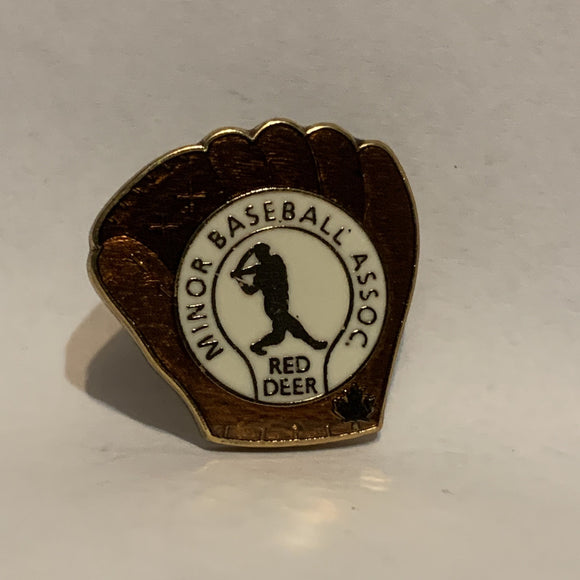 MINOR BASEBALL ASSOC.
RED
DEER